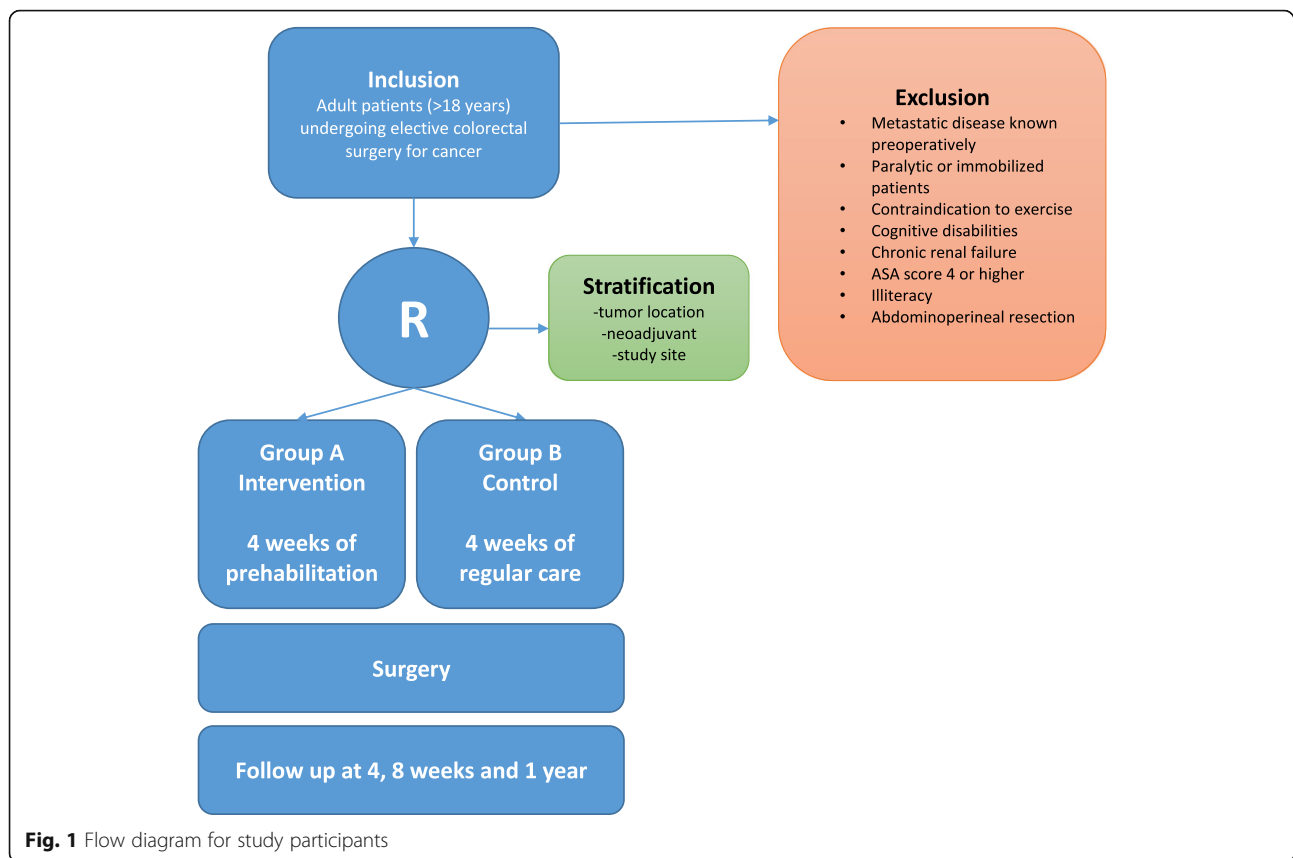 Inclusion
Adult patients (>18 years)
undergoing elective colorectal
surgery for cancer
Exclusion
• Metastatic disease known
preoperatively
• Paralytic or immobilized
patients
• Contraindication to exercise
• Cognitive disabilities
• Chronic renal failure
• ASA score 4 or higher
• Illiteracy
• Abdominoperineal resection
R
Stratification
-tumor location
-neoadjuvant
-study site
Group A
Intervention
4 weeks of
prehabilitation
Group B
Control
4 weeks of
regular care
Surgery
Follow up at 4, 8 weeks and 1 year
Fig. 1 Flow diagram for study participants